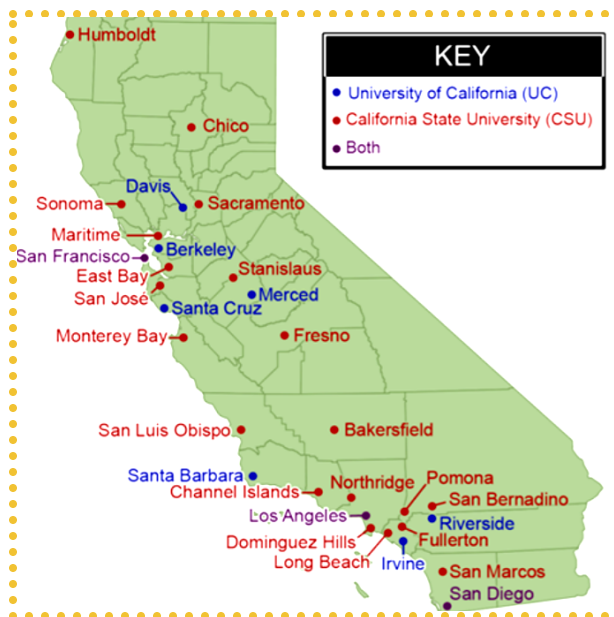 Humboldt
KEY
University of California (UC)
California State University (CSU)
Both
Chico
Davis
Sonoma
Sacramento
Maritime
Berkeley
San Francisco
East Bay
Stanislaus
San José
Merced
Santa Cruz
Monterey Bay
Fresno
San Luis Obispo
Bakersfield
Santa Barbara
Channel Islands
Northridge
Pomona
San Bernadino
Los Angeles
Riverside
Dominguez Hills
Fullerton
Long Beach
Irvine
San Marcos
San Diego